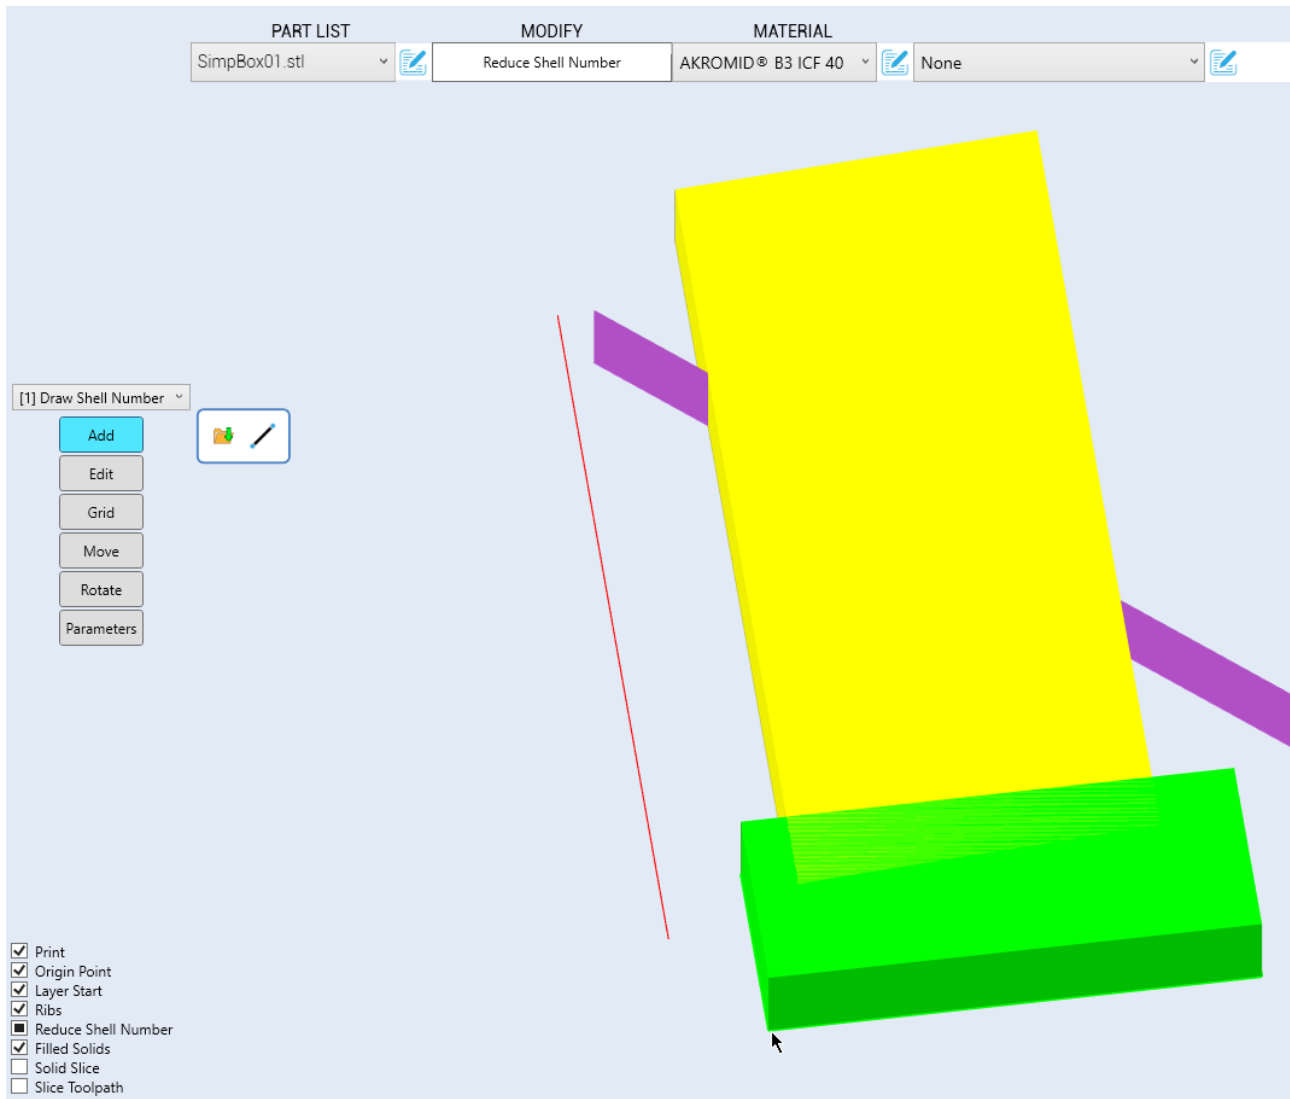 PART LIST
MODIFY
MATERIAL
SimpBox01.stl
Reduce Shell Number
AKROMID® B3 ICF 40
None
[1] Draw Shell Number
Add
Edit
Grid
Move
Rotate
Parameters
Print
Origin Point
Layer Start
Ribs
Reduce Shell Number
Filled Solids
Solid Slice
Slice Toolpath